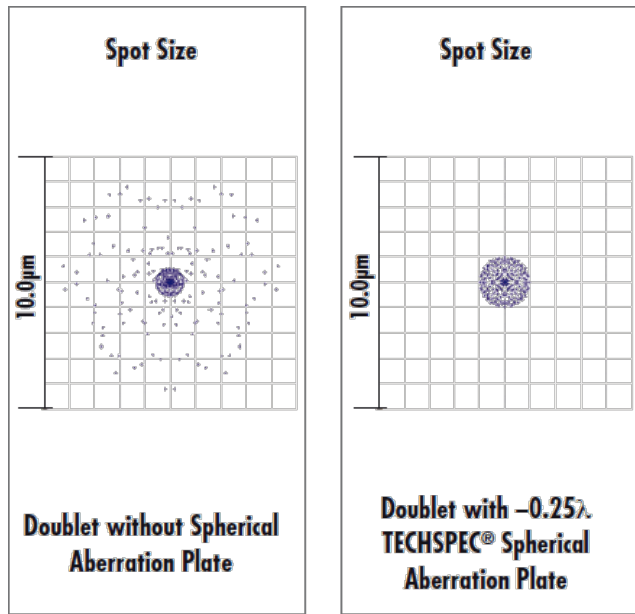 Spot Size
10.0µm
Doublet without Spherical
Aberration Plate
Spot Size
10.0µm
Doublet with –0.25λ
TECHSPEC® Spherical
Aberration Plate